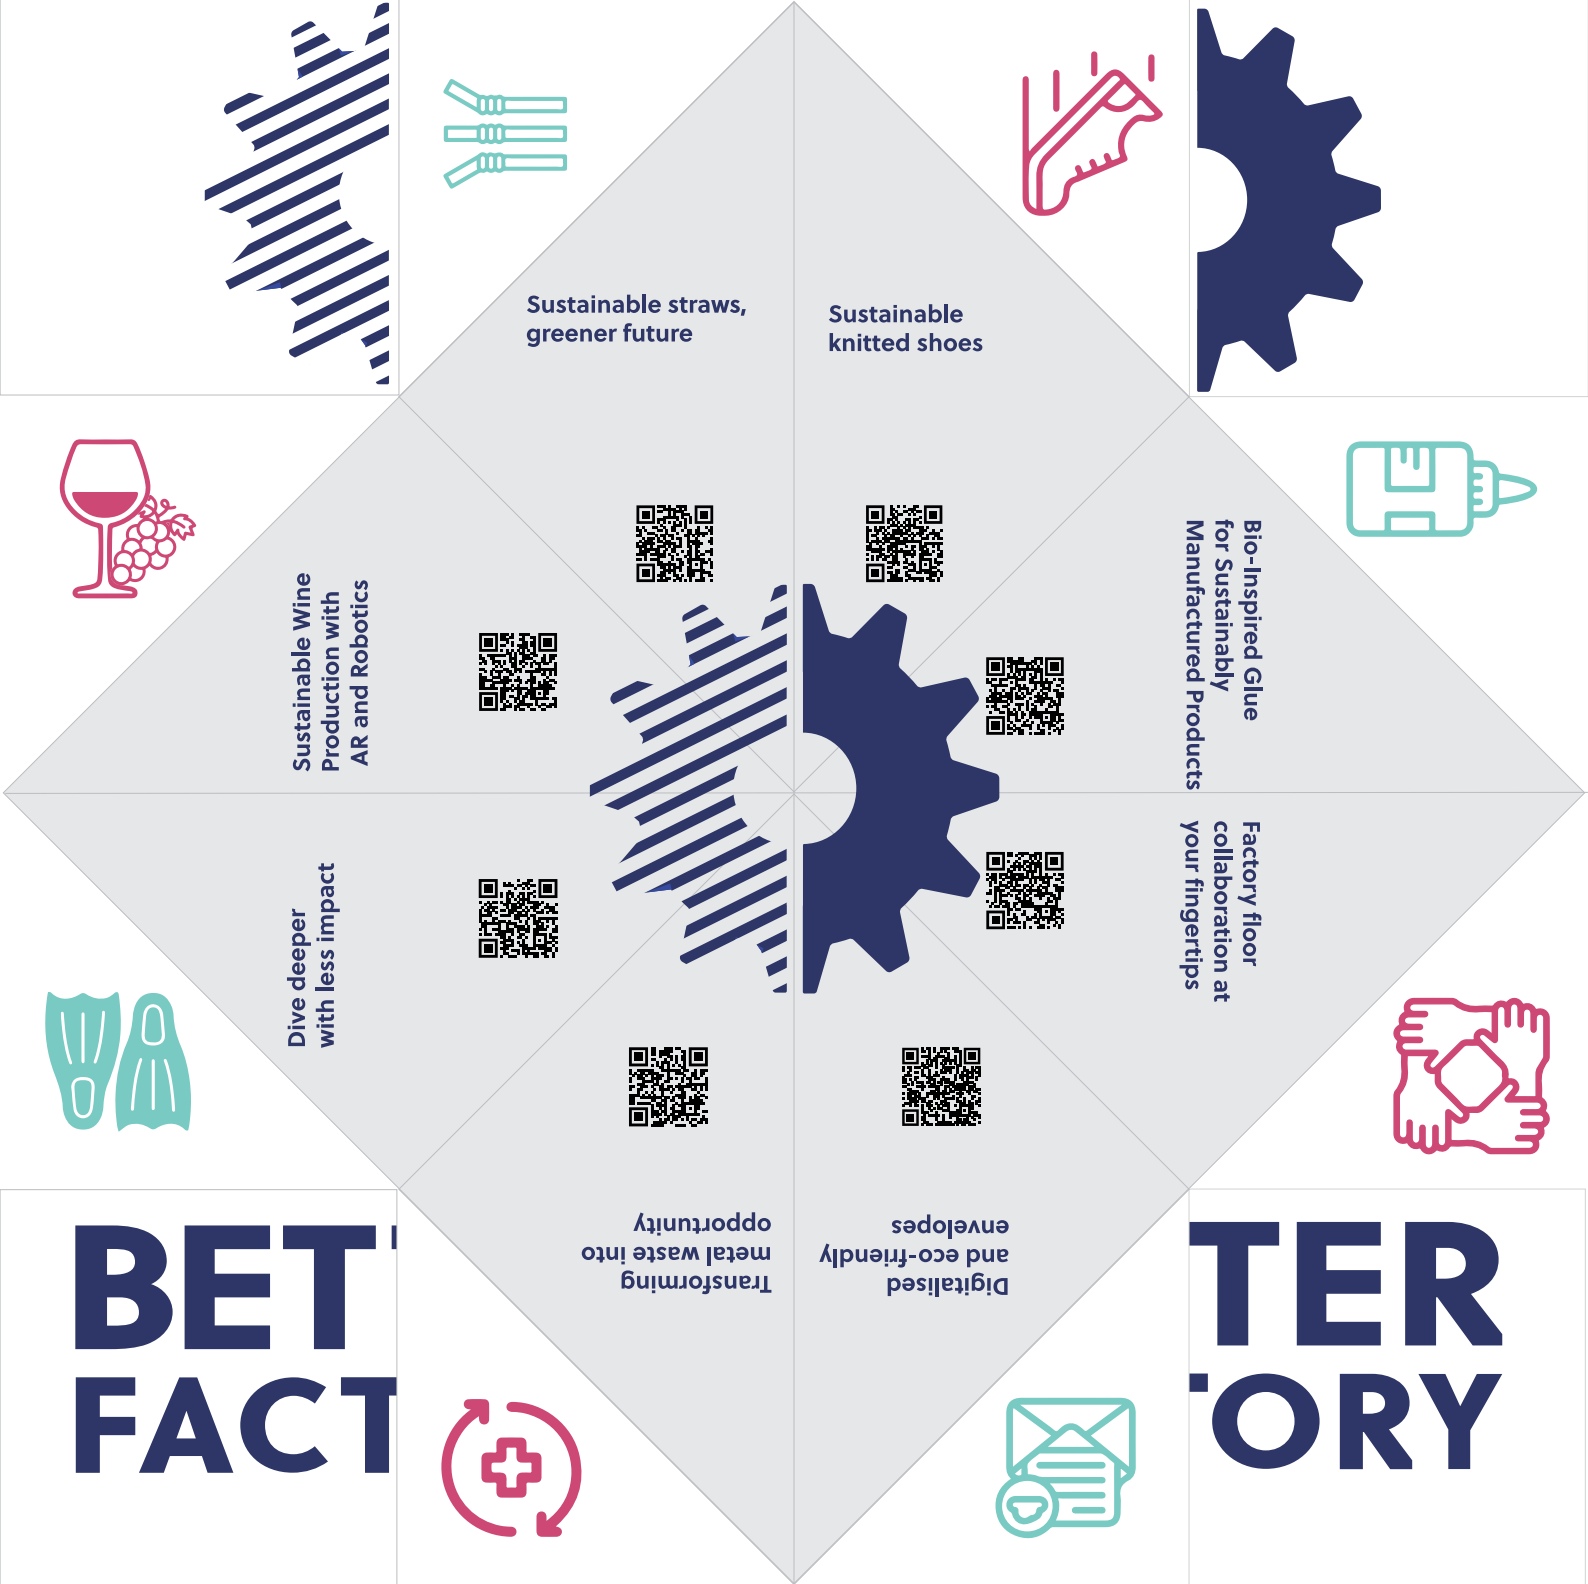 Sustainable straws,
greener future
Sustainable
knitted shoes
Sustainable Wine
Production with
AR and Robotics
Bio-Inspired Glue
for Sustainably
Manufactured Products
Dive deeper
with less impact
Factory floor
collaboration at
your fingertips
Transforming
metal waste into
opportunity
Digitalised
and eco-friendly
envelopes
BET
FACT
TER
ORY